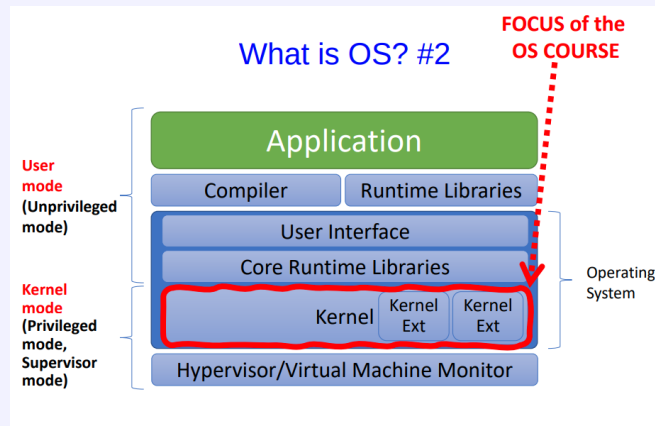 What is OS? #2
FOCUS of the
OS COURSE
User
mode
(Unprivileged
mode)
Kernel
mode
(Privileged
mode,
Supervisor
mode)
Application
Compiler
Runtime Libraries
User Interface
Core Runtime Libraries
Kernel
Kernel
Ext
Kernel
Ext
Hypervisor/Virtual Machine Monitor
Operating
System